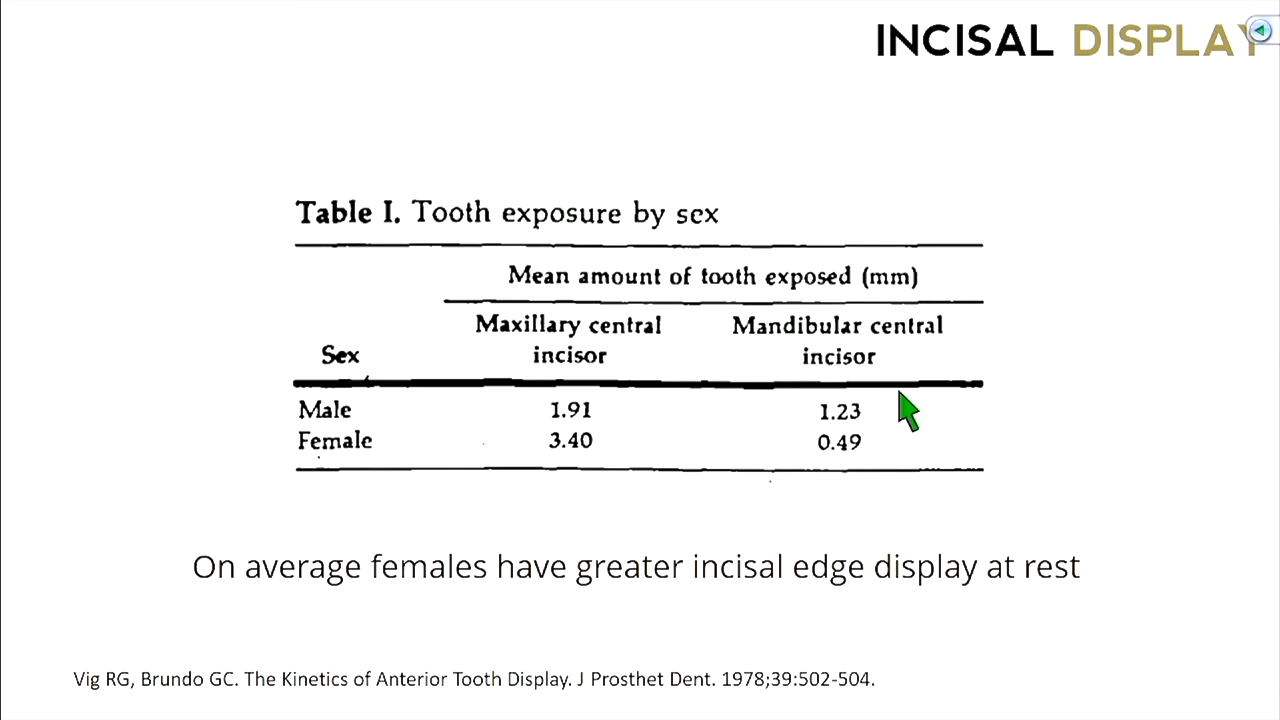 INCISAL DISPLAY
Table I. Tooth exposure by sex
Mean amount of tooth exposed (mm)
Maxillary central Mandibular central
Sex incisor incisor
Male 1.91 1.23
Female 3.40 0.49
On average females have greater incisal edge display at rest
Vig RG, Brundo GC. The Kinetics of Anterior Tooth Display. J Prosthet Dent. 1978;39:502-504.